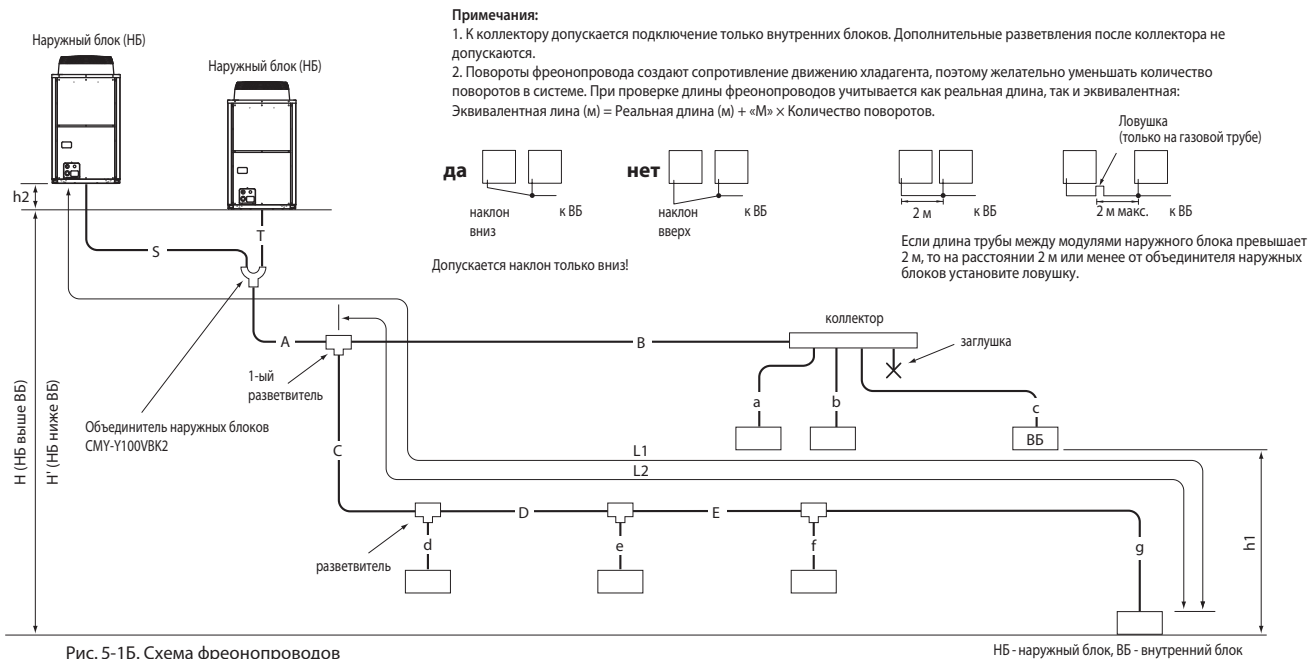 Примечания:
1. К коллектору допускается подключение только внутренних блоков. Дополнительные разветвления после коллектора не
допускаются.
2. Повороты фреонопровода создают сопротивление движению хладагента, поэтому желательно уменьшать количество
поворотов в системе. При проверке длины фреонопроводов учитывается как реальная длина, так и эквивалентная:
Эквивалентная лина (м) = Реальная длина (м) + «М» × Количество поворотов.
Наружный блок (НБ)
Наружный блок (НБ)
Ловушка
(только на газовой трубе)
да
нет
наклон
вниз
к ВБ
наклон
вверх
к ВБ
2 м
к ВБ
2 м макс.
к ВБ
Допускается наклон только вниз!
Если длина трубы между модулями наружного блока превышает
2 м, то на расстоянии 2 м или менее от объединителя наружных
блоков установите ловушку.
h2
S
T
A
B
коллектор
заглушка
1-ый
разветвитель
a
b
c
ВБ
Объединитель наружных блоков
CMY-Y100VBK2
H (НБ выше ВБ)
H' (НБ ниже ВБ)
C
L1
L2
D
E
d
e
f
g
h1
разветвитель
Рис. 5-1Б. Схема фреонопроводов
НБ - наружный блок, ВБ - внутренний блок